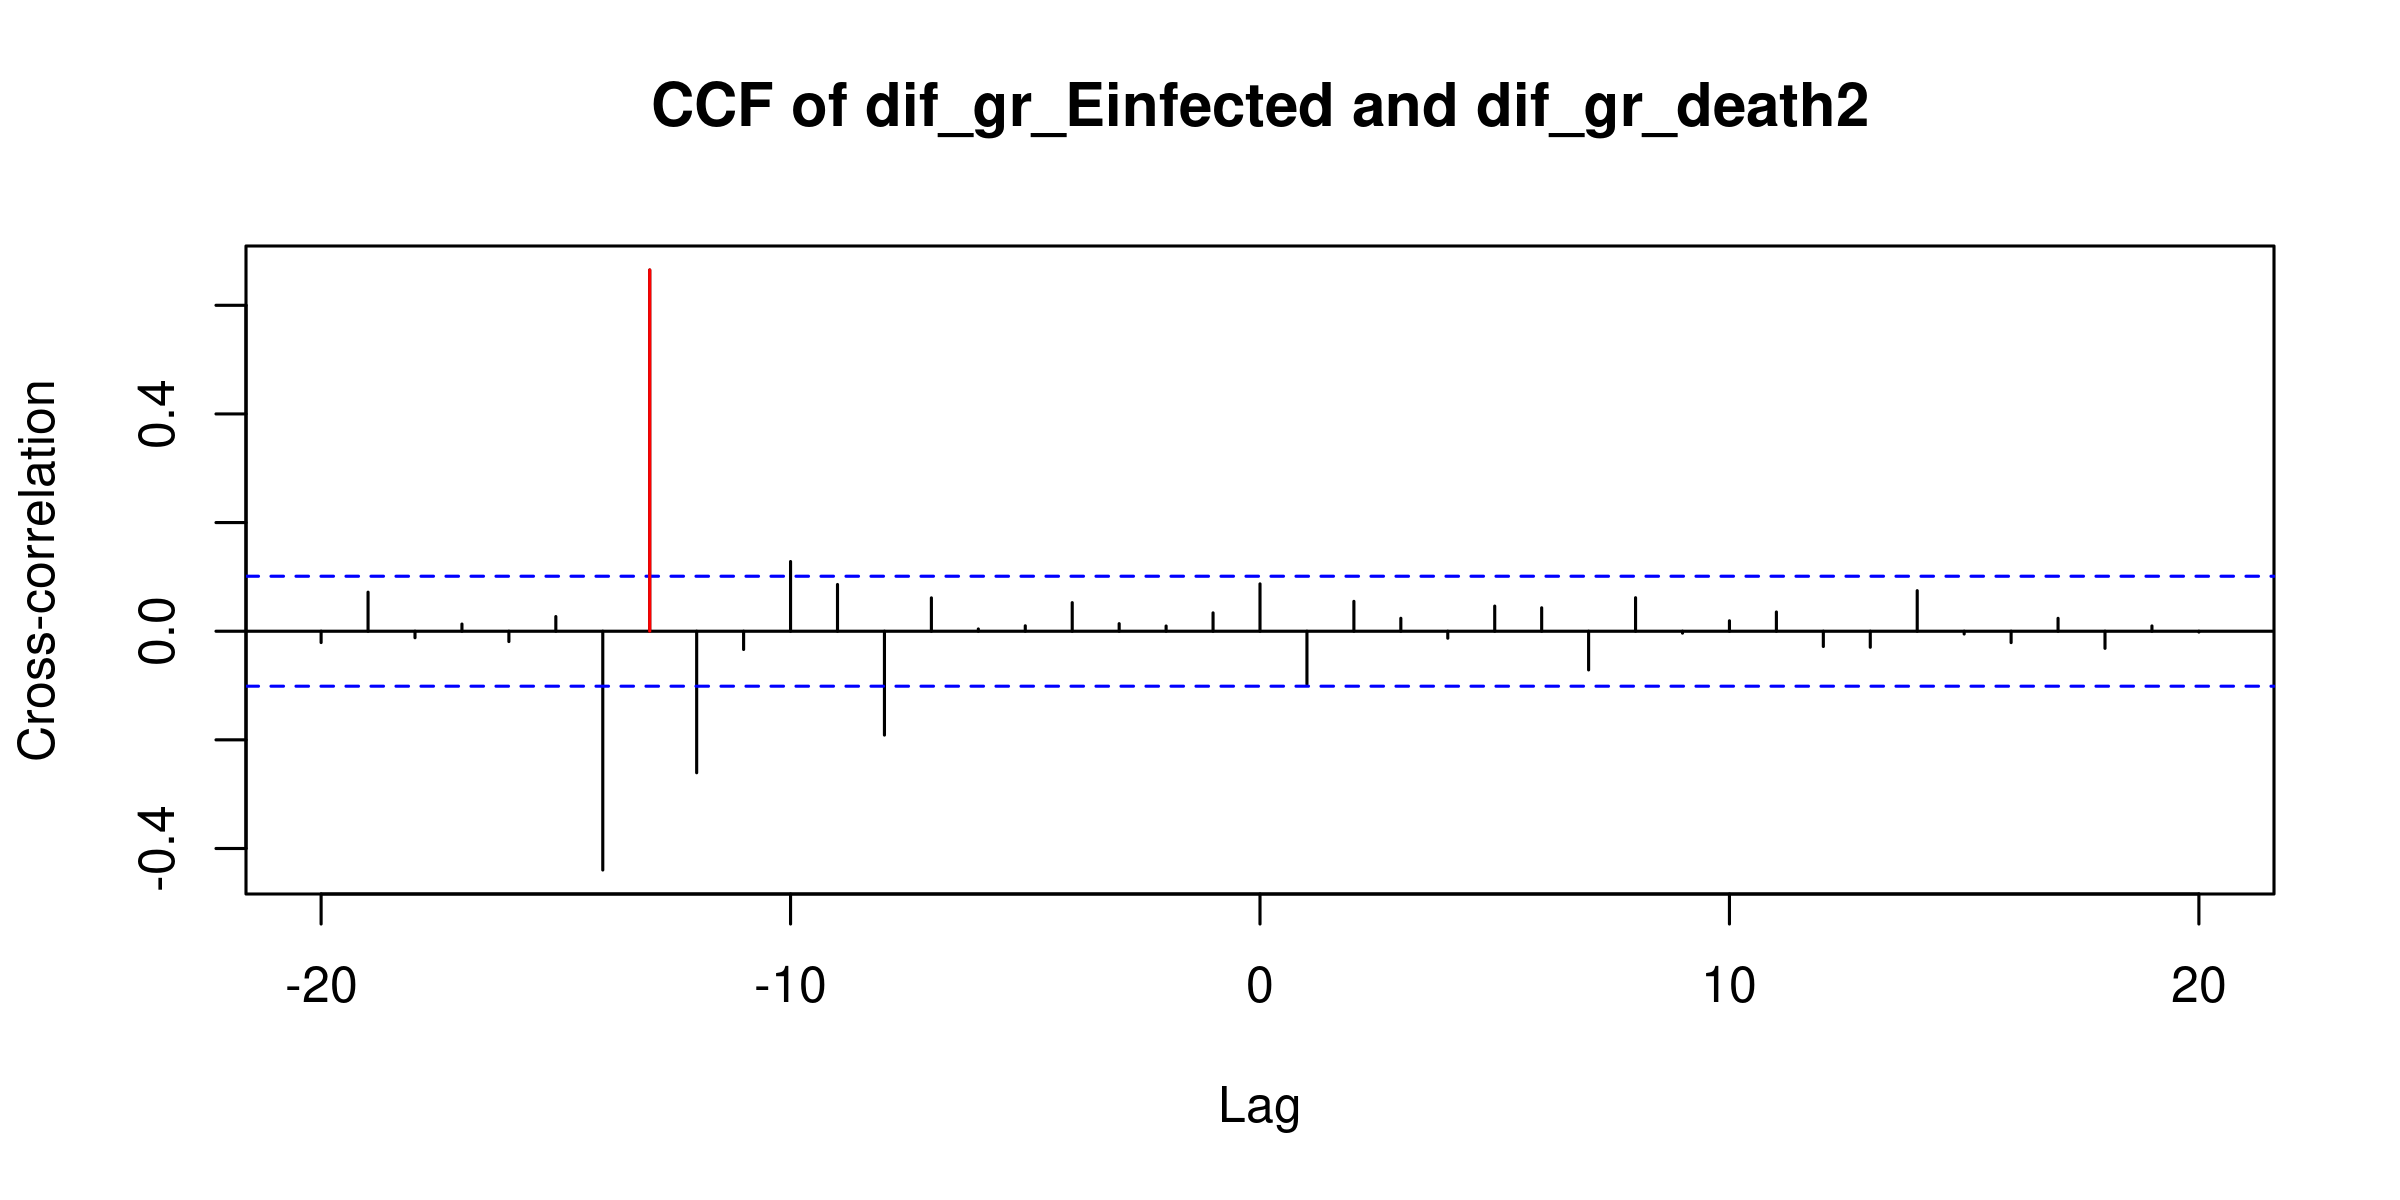 CCF of dif_gr_Einfected and dif_gr_death2
Cross-correlation
0.4
0.0
-0.4
-20 -10 0 10 20
Lag